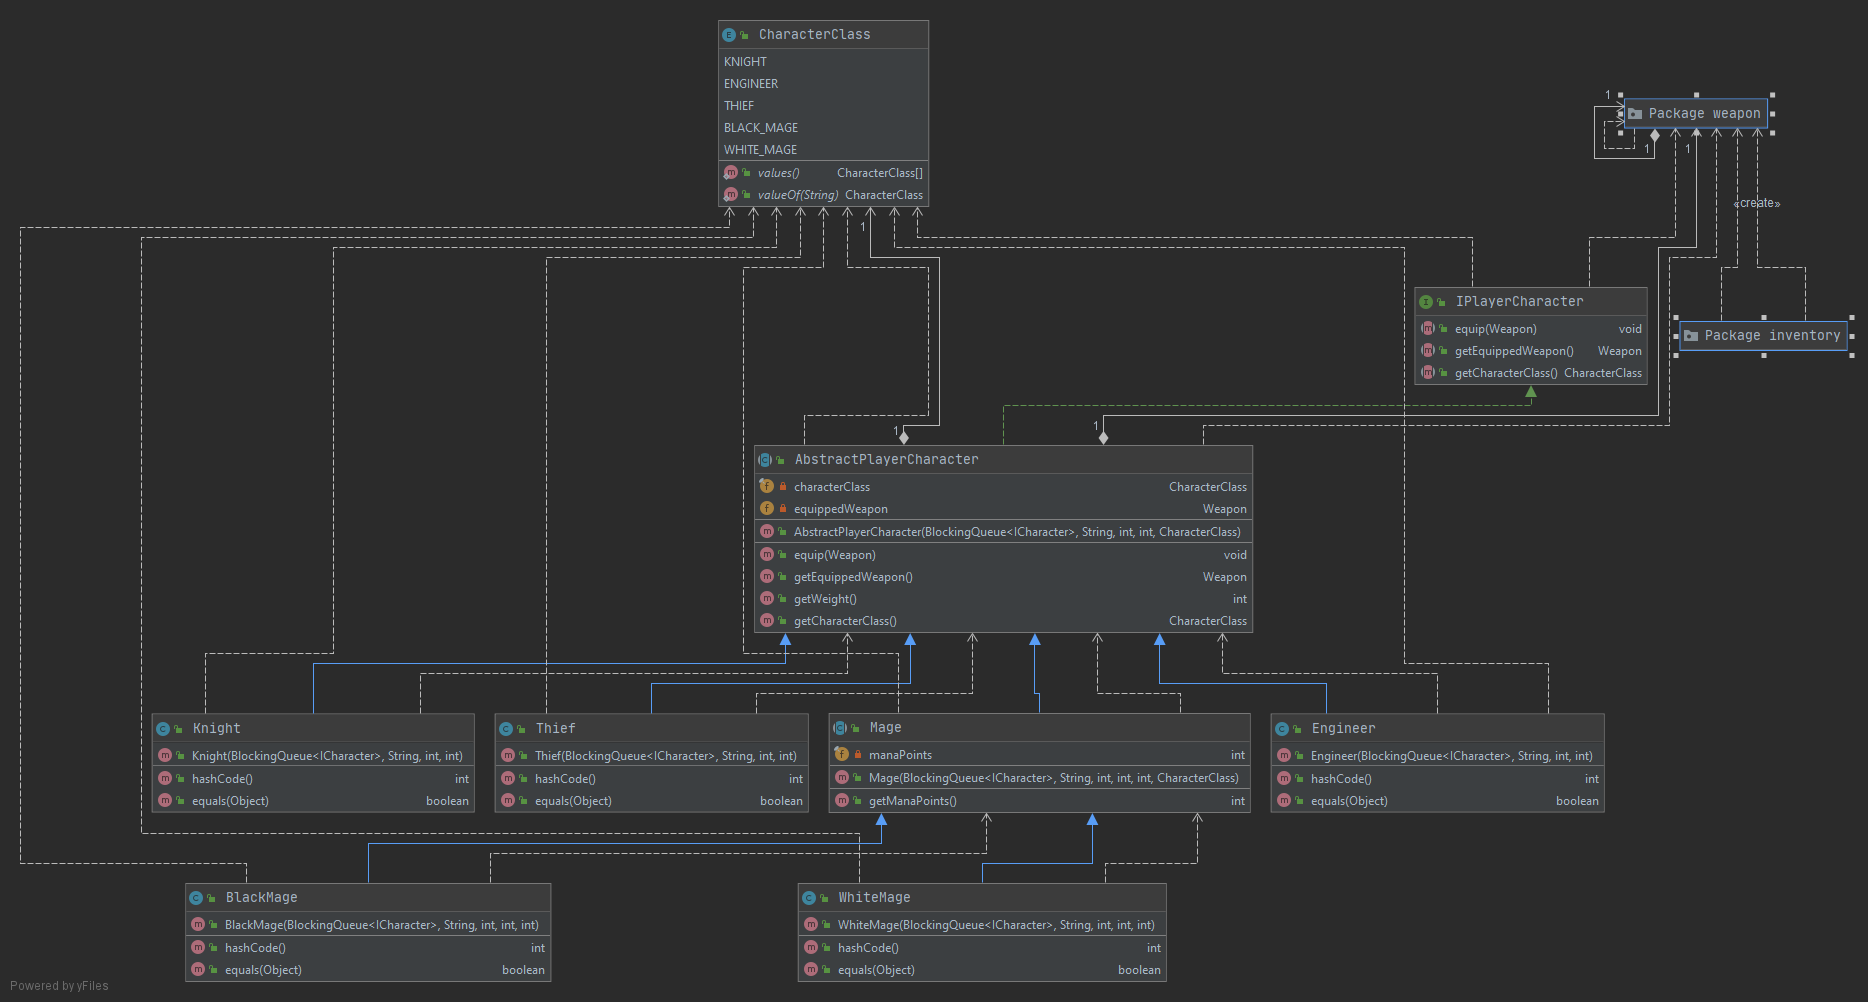 CharacterClass
KNIGHT
ENGINEER
THIEF
BLACK_MAGE
WHITE_MAGE
values() CharacterClass[]
valueOf(String) CharacterClass
1
1
Package weapon
1
1
«create»
IPlayerCharacter
equip(Weapon) void
getEquippedWeapon() Weapon
getCharacterClass() CharacterClass
Package inventory
1
1
AbstractPlayerCharacter
characterClass CharacterClass
equippedWeapon Weapon
AbstractPlayerCharacter(BlockingQueue<ICharacter>, String, int, int, CharacterClass)
equip(Weapon) void
getEquippedWeapon() Weapon
getWeight() int
getCharacterClass() CharacterClass
Knight
Knight(BlockingQueue<ICharacter>, String, int, int)
hashCode() int
equals(Object) boolean
Thief
Thief(BlockingQueue<ICharacter>, String, int, int)
hashCode() int
equals(Object) boolean
Mage
manaPoints int
Mage(BlockingQueue<ICharacter>, String, int, int, int, CharacterClass)
getManaPoints() int
Engineer
Engineer(BlockingQueue<ICharacter>, String, int, int)
hashCode() int
equals(Object) boolean
BlackMage
BlackMage(BlockingQueue<ICharacter>, String, int, int, int)
hashCode() int
equals(Object) boolean
WhiteMage
WhiteMage(BlockingQueue<ICharacter>, String, int, int, int)
hashCode() int
equals(Object) boolean
Powered by yFiles